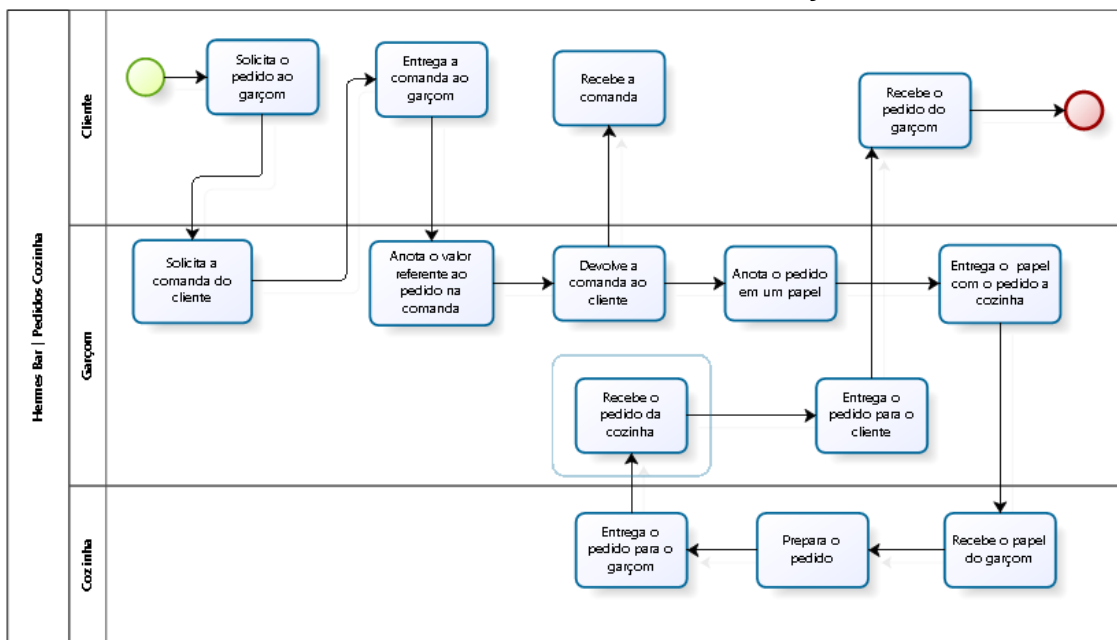 Hermes Bar | Pedidos Cozinha
Cliente
Solicita o
pedido ao
garçom
Entrega a
comanda ao
garçom
Recebe a
comanda
Recebe o
pedido do
garçom
Garçom
Solicita a
comanda do
cliente
Anota o valor
referente ao
pedido na
comanda
Devolve a
comanda ao
cliente
Anota o pedido
em um papel
Entrega o papel
com o pedido a
cozinha
Recebe o
pedido da
cozinha
Entrega o
pedido para o
cliente
Cozinha
Entrega o
pedido para o
garçom
Prepara o
pedido
Recebe o papel
do garçom